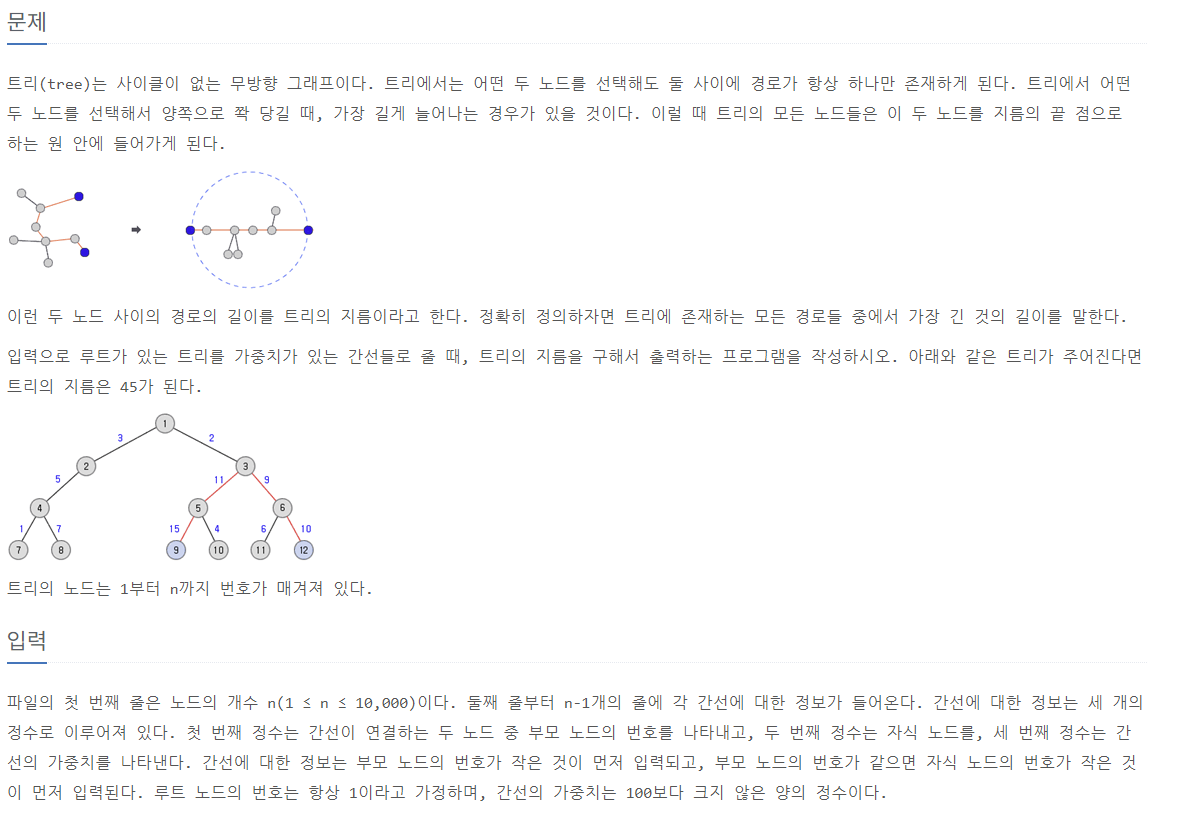 문제
트리(tree)는 사이클이 없는 무방향 그래프이다. 트리에서는 어떤 두 노드를 선택해도 둘 사이에 경로가 항상 하나만 존재하게 된다. 트리에서 어떤
두 노드를 선택해서 양쪽으로 쫙 당길 때, 가장 길게 늘어나는 경우가 있을 것이다. 이럴 때 트리의 모든 노드들은 이 두 노드를 지름의 끝 점으로
하는 원 안에 들어가게 된다.
이런 두 노드 사이의 경로의 길이를 트리의 지름이라고 한다. 정확히 정의하자면 트리에 존재하는 모든 경로들 중에서 가장 긴 것의 길이를 말한다.
입력으로 루트가 있는 트리를 가중치가 있는 간선들로 줄 때, 트리의 지름을 구해서 출력하는 프로그램을 작성하시오. 아래와 같은 트리가 주어진다면
트리의 지름은 45가 된다.
1
3 2
2 3
5 11 9
4 5 6
1 7 15 4 6 10
7 8 9 10 11 12
트리의 노드는 1부터 n까지 번호가 매겨져 있다.
입력
파일의 첫 번째 줄은 노드의 개수 n(1 ≤ n ≤ 10,000)이다. 둘째 줄부터 n-1개의 줄에 각 간선에 대한 정보가 들어온다. 간선에 대한 정보는 세 개의
정수로 이루어져 있다. 첫 번째 정수는 간선이 연결하는 두 노드 중 부모 노드의 번호를 나타내고, 두 번째 정수는 자식 노드를, 세 번째 정수는 간
선의 가중치를 나타낸다. 간선에 대한 정보는 부모 노드의 번호가 작은 것이 먼저 입력되고, 부모 노드의 번호가 같으면 자식 노드의 번호가 작은 것
이 먼저 입력된다. 루트 노드의 번호는 항상 1이라고 가정하며, 간선의 가중치는 100보다 크지 않은 양의 정수이다.